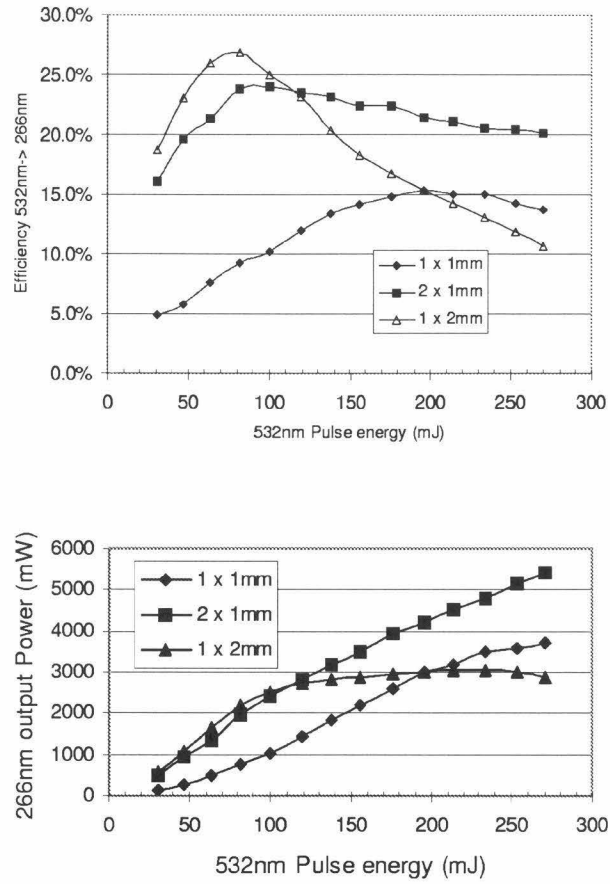 30.0%
25.0%
20.0%
15.0%
10.0%
5.0%
0.0%
Efficiency 532nm-> 266nm
1 x 1mm
2 x 1mm
1 x 2mm
0 50 100 150 200 250 300
532nm Pulse energy (mJ)
6000
5000
4000
3000
2000
1000
0
266nm output Power (mW)
1 x 1mm
2 x 1mm
1 x 2mm
0 50 100 150 200 250 300
532nm Pulse energy (mJ)